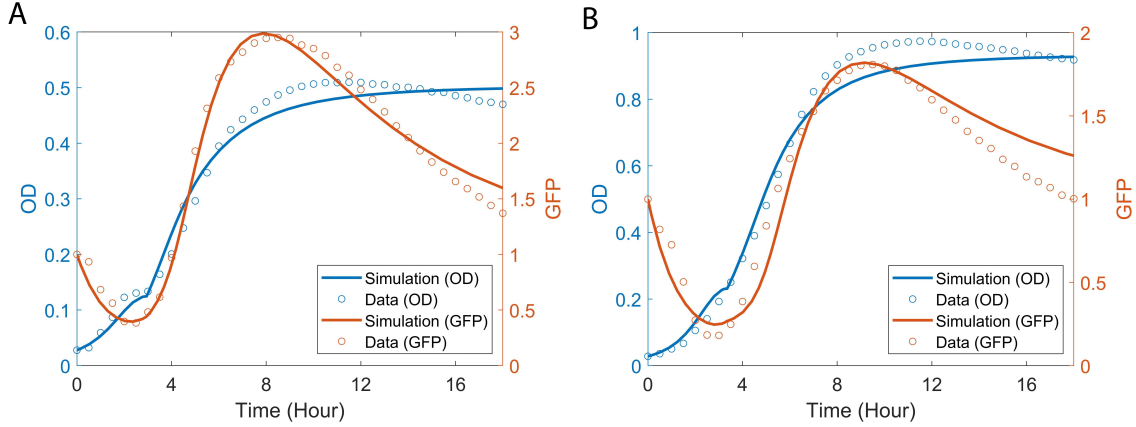 A
0.6
0.5
0.4
0.3
0.2
0.1
0
OD
3
2.5
2
1.5
1
0.5
0
GFP
0 4 8 12 16
Time (Hour)
Simulation (OD)
Data (OD)
Simulation (GFP)
Data (GFP)
B
1
0.8
0.6
0.4
0.2
0
OD
2
1.5
1
0.5
0
GFP
0 4 8 12 16
Time (Hour)
Simulation (OD)
Data (OD)
Simulation (GFP)
Data (GFP)